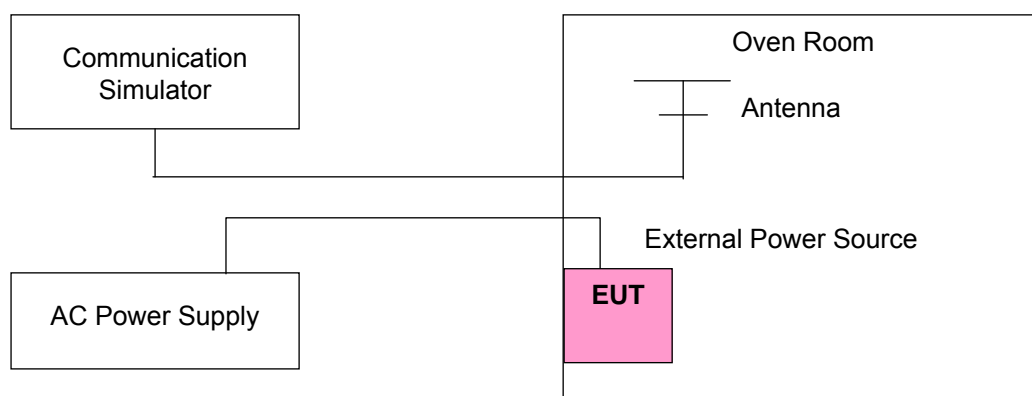 Communication
Simulator
Oven Room
Antenna
External Power Source
EUT
AC Power Supply